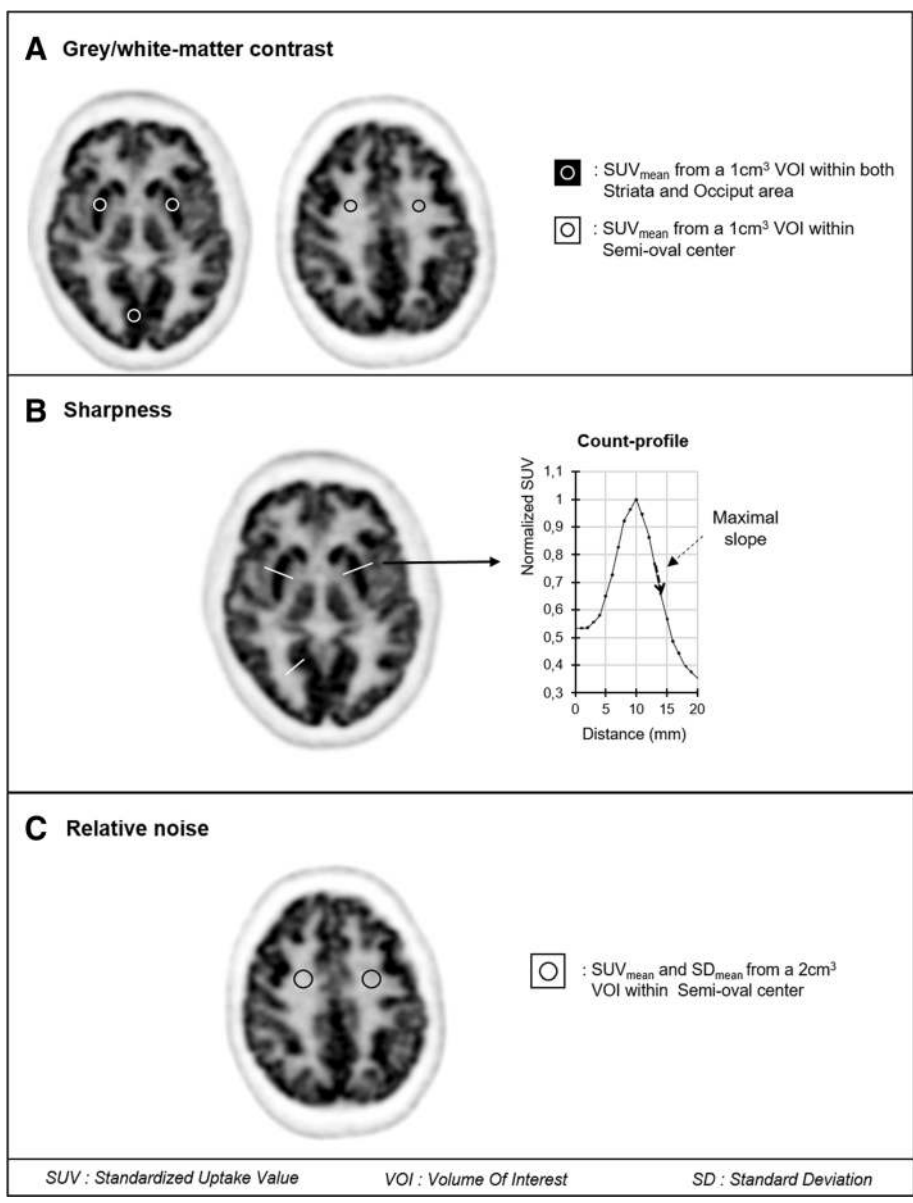 A Grey/white-matter contrast
: SUVmean from a 1cm³ VOI within both
Striata and Occiput area
: SUVmean from a 1cm³ VOI within
Semi-oval center
B Sharpness
Count-profile
Normalized SUV
1,1
1
0,9
0,8
0,7
0,6
0,5
0,4
0,3
Maximal
slope
0 5 10 15 20
Distance (mm)
C Relative noise
: SUVmean and SDmean from a 2cm³
VOI within Semi-oval center
SUV : Standardized Uptake Value VOI : Volume Of Interest SD : Standard Deviation